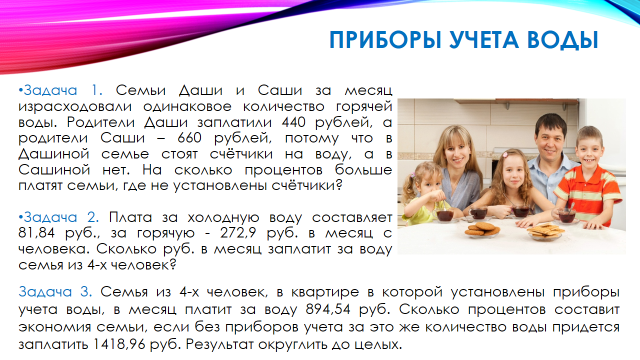 ПРИБОРЫ УЧЕТА ВОДЫ
•Задача 1. Семьи Даши и Саши за месяц
израсходовали одинаковое количество горячей
воды. Родители Даши заплатили 440 рублей, а
родители Саши – 660 рублей, потому что в
Дашиной семье стоят счётчики на воду, а в
Сашиной нет. На сколько процентов больше
платят семьи, где не установлены счётчики?
•Задача 2. Плата за холодную воду составляет
81,84 руб., за горячую - 272,9 руб. в месяц с
человека. Сколько руб. в месяц заплатит за воду
семья из 4-х человек?
Задача 3. Семья из 4-х человек, в квартире в которой установлены приборы
учета воды, в месяц платит за воду 894,54 руб. Сколько процентов составит
экономия семьи, если без приборов учета за это же количество воды придется
заплатить 1418,96 руб. Результат округлить до целых.